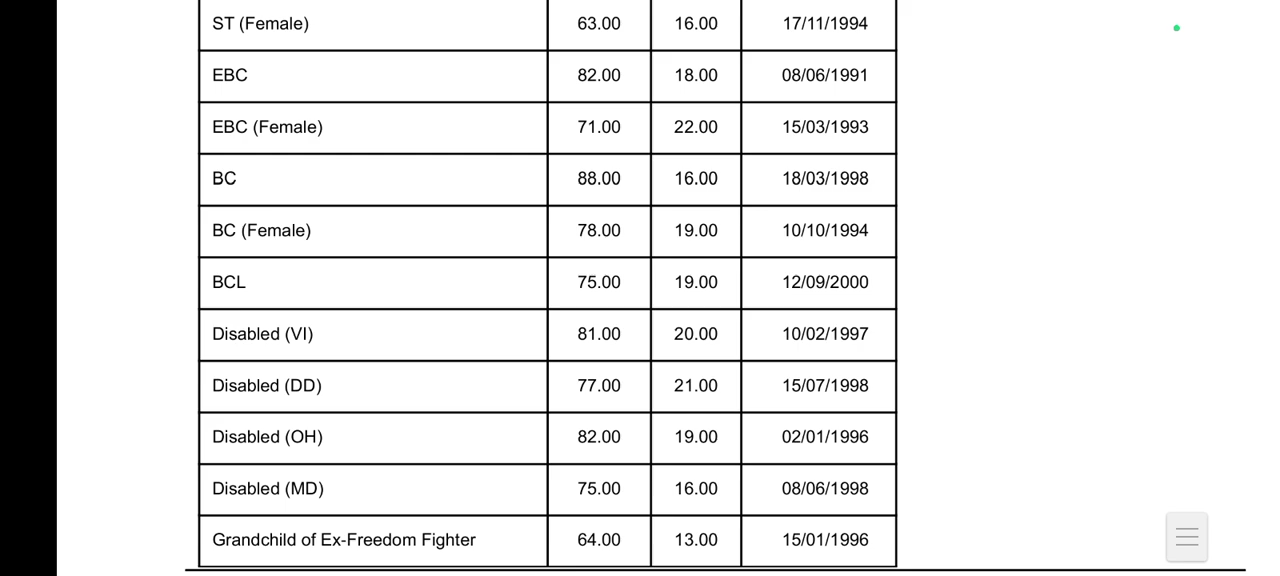 ST (Female) 63.00 16.00 17/11/1994
EBC 82.00 18.00 08/06/1991
EBC (Female) 71.00 22.00 15/03/1993
BC 88.00 16.00 18/03/1998
BC (Female) 78.00 19.00 10/10/1994
BCL 75.00 19.00 12/09/2000
Disabled (VI) 81.00 20.00 10/02/1997
Disabled (DD) 77.00 21.00 15/07/1998
Disabled (OH) 82.00 19.00 02/01/1996
Disabled (MD) 75.00 16.00 08/06/1998
Grandchild of Ex-Freedom Fighter 64.00 13.00 15/01/1996